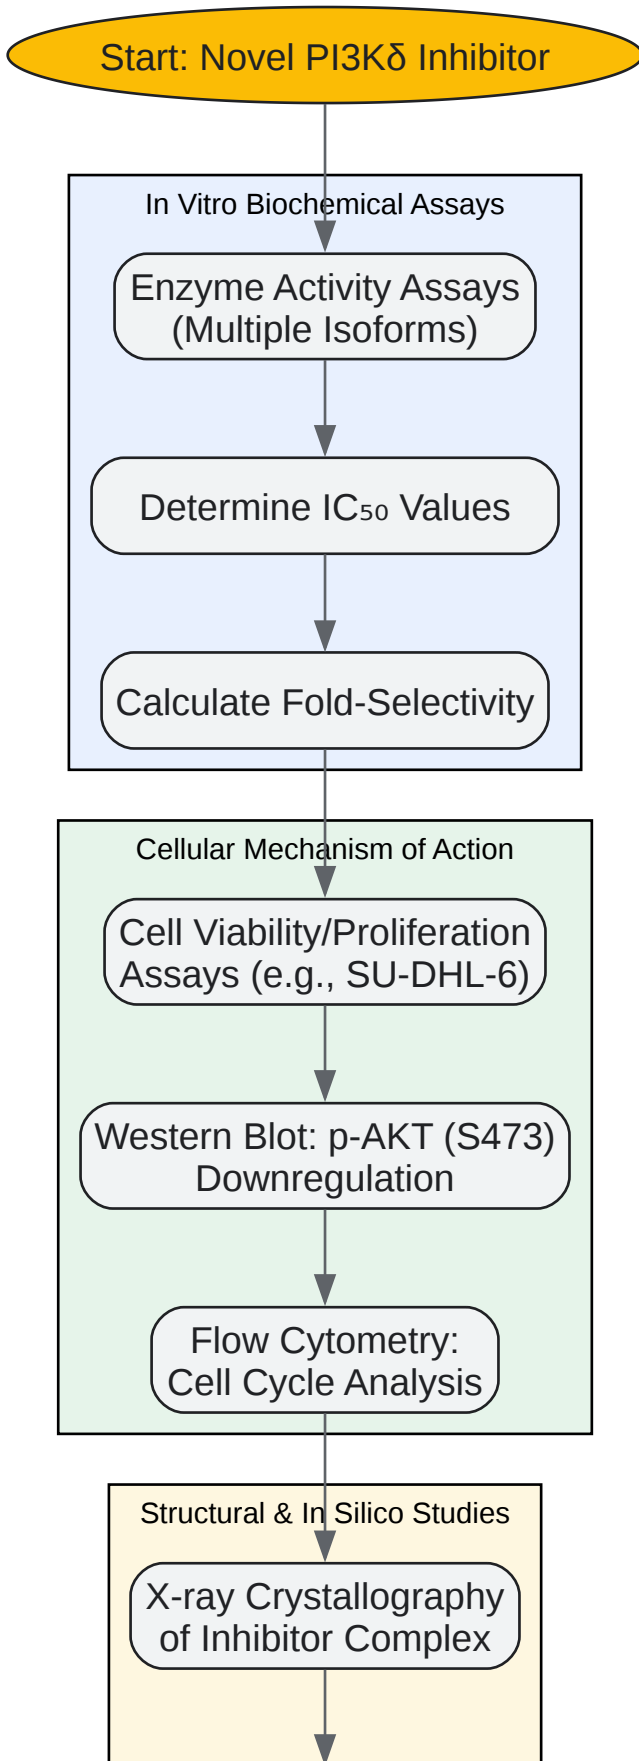 Start: Novel PI3Kδ Inhibitor
In Vitro Biochemical Assays
Enzyme Activity Assays
(Multiple Isoforms)
Determine IC₅₀ Values
Calculate Fold-Selectivity
Cellular Mechanism of Action
Cell Viability/Proliferation
Assays (e.g., SU-DHL-6)
Western Blot: p-AKT (S473)
Downregulation
Flow Cytometry:
Cell Cycle Analysis
Structural & In Silico Studies
X-ray Crystallography
of Inhibitor Complex